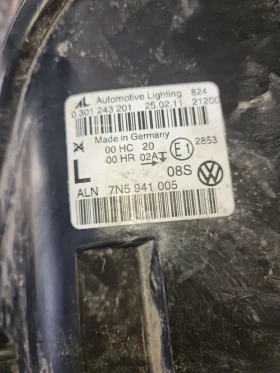 AL Automotive Lighting 824
0 301 243 201 25.02.11 21200
Made in Germany
00 HC 20
00 HR 02A E1 2853
L 08S
ALN 7N5 941 005